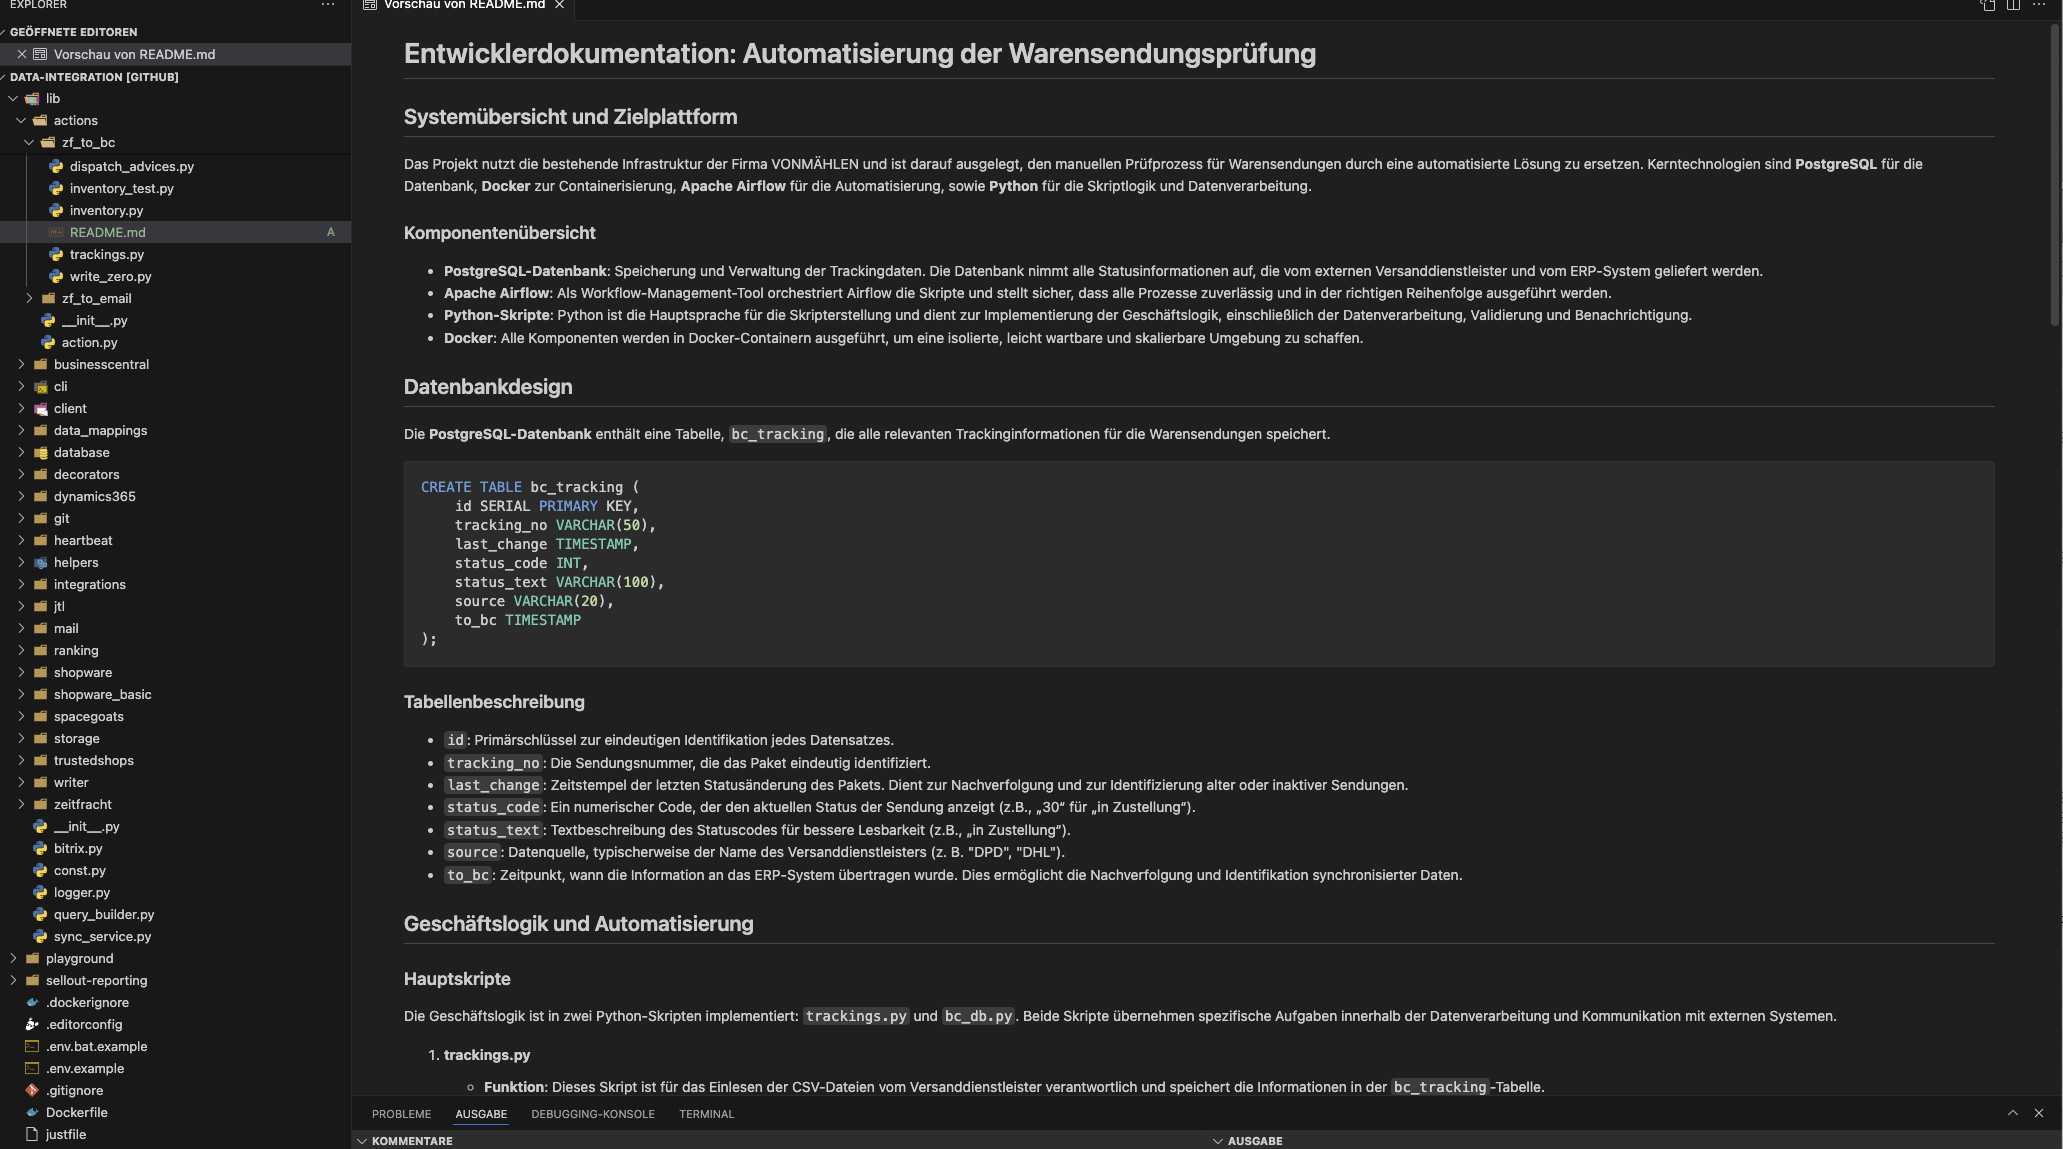 EXPLORER
GEÖFFNETE EDITOREN
Vorschau von README.md
DATA-INTEGRATION [GITHUB]
lib
actions
zf_to_bc
dispatch_advices.py
inventory_test.py
inventory.py
README.md A
trackings.py
write_zero.py
zf_to_email
__init__.py
action.py
businesscentral
cli
client
data_mappings
database
decorators
dynamics365
git
heartbeat
helpers
integrations
jtl
mail
ranking
shopware
shopware_basic
spacegoats
storage
trustedshops
writer
zeitfracht
__init__.py
bitrix.py
const.py
logger.py
query_builder.py
sync_service.py
playground
sellout-reporting
.dockerignore
.editorconfig
.env.bat.example
.env.example
.gitignore
Dockerfile
justfile
Vorschau von README.md
Entwicklerdokumentation: Automatisierung der Warensendungsprüfung
Systemübersicht und Zielplattform
Das Projekt nutzt die bestehende Infrastruktur der Firma VONMÄHLEN und ist darauf ausgelegt, den manuellen Prüfprozess für Warensendungen durch eine automatisierte Lösung zu ersetzen. Kerntechnologien sind PostgreSQL für die
Datenbank, Docker zur Containerisierung, Apache Airflow für die Automatisierung, sowie Python für die Skriptlogik und Datenverarbeitung.
Komponentenübersicht
• PostgreSQL-Datenbank: Speicherung und Verwaltung der Trackingdaten. Die Datenbank nimmt alle Statusinformationen auf, die vom externen Versanddienstleister und vom ERP-System geliefert werden.
• Apache Airflow: Als Workflow-Management-Tool orchestriert Airflow die Skripte und stellt sicher, dass alle Prozesse zuverlässig und in der richtigen Reihenfolge ausgeführt werden.
• Python-Skripte: Python ist die Hauptsprache für die Skripterstellung und dient zur Implementierung der Geschäftslogik, einschließlich der Datenverarbeitung, Validierung und Benachrichtigung.
• Docker: Alle Komponenten werden in Docker-Containern ausgeführt, um eine isolierte, leicht wartbare und skalierbare Umgebung zu schaffen.
Datenbankdesign
Die PostgreSQL-Datenbank enthält eine Tabelle, bc_tracking, die alle relevanten Trackinginformationen für die Warensendungen speichert.
CREATE TABLE bc_tracking (
id SERIAL PRIMARY KEY,
tracking_no VARCHAR(50),
last_change TIMESTAMP,
status_code INT,
status_text VARCHAR(100),
source VARCHAR(20),
to_bc TIMESTAMP
);
Tabellenbeschreibung
• id: Primärschlüssel zur eindeutigen Identifikation jedes Datensatzes.
• tracking_no: Die Sendungsnummer, die das Paket eindeutig identifiziert.
• last_change: Zeitstempel der letzten Statusänderung des Pakets. Dient zur Nachverfolgung und zur Identifizierung alter oder inaktiver Sendungen.
• status_code: Ein numerischer Code, der den aktuellen Status der Sendung anzeigt (z.B., „30“ für „in Zustellung“).
• status_text: Textbeschreibung des Statuscodes für bessere Lesbarkeit (z.B., „in Zustellung“).
• source: Datenquelle, typischerweise der Name des Versanddienstleisters (z. B. "DPD", "DHL").
• to_bc: Zeitpunkt, wann die Information an das ERP-System übertragen wurde. Dies ermöglicht die Nachverfolgung und Identifikation synchronisierter Daten.
Geschäftslogik und Automatisierung
Hauptskripte
Die Geschäftslogik ist in zwei Python-Skripten implementiert: trackings.py und bc_db.py. Beide Skripte übernehmen spezifische Aufgaben innerhalb der Datenverarbeitung und Kommunikation mit externen Systemen.
1. trackings.py
Funktion: Dieses Skript ist für das Einlesen der CSV-Dateien vom Versanddienstleister verantwortlich und speichert die Informationen in der bc_tracking-Tabelle.
PROBLEME AUSGABE DEBUGGING-KONSOLE TERMINAL
KOMMENTARE AUSGABE